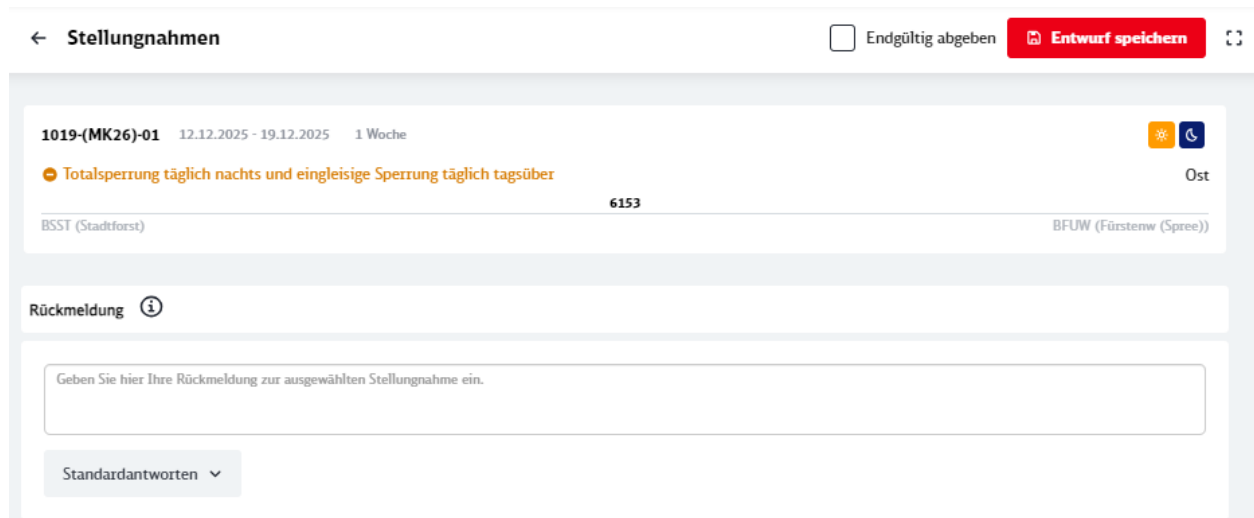 Stellungnahmen
Endgültig abgeben
Entwurf speichern
1019-(MK26)-01 12.12.2025 - 19.12.2025 1 Woche
Totalsperrung täglich nachts und eingleisige Sperrung täglich tagsüber
Ost
6153
BSST (Stadtforst)
BFUW (Fürstenw (Spree))
Rückmeldung
Geben Sie hier Ihre Rückmeldung zur ausgewählten Stellungnahme ein.
Standardantworten